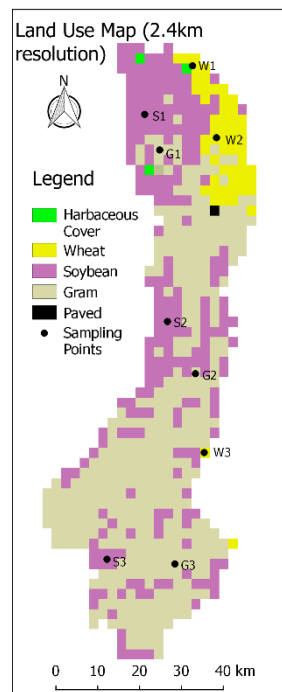 Land Use Map (2.4km
resolution)
N
W1
S1
W2
G1
Legend
Harbaceous
Cover
Wheat
Soybean
Gram
Paved
Sampling
Points
S2
G2
W3
S3
G3
0 10 20 30 40 km